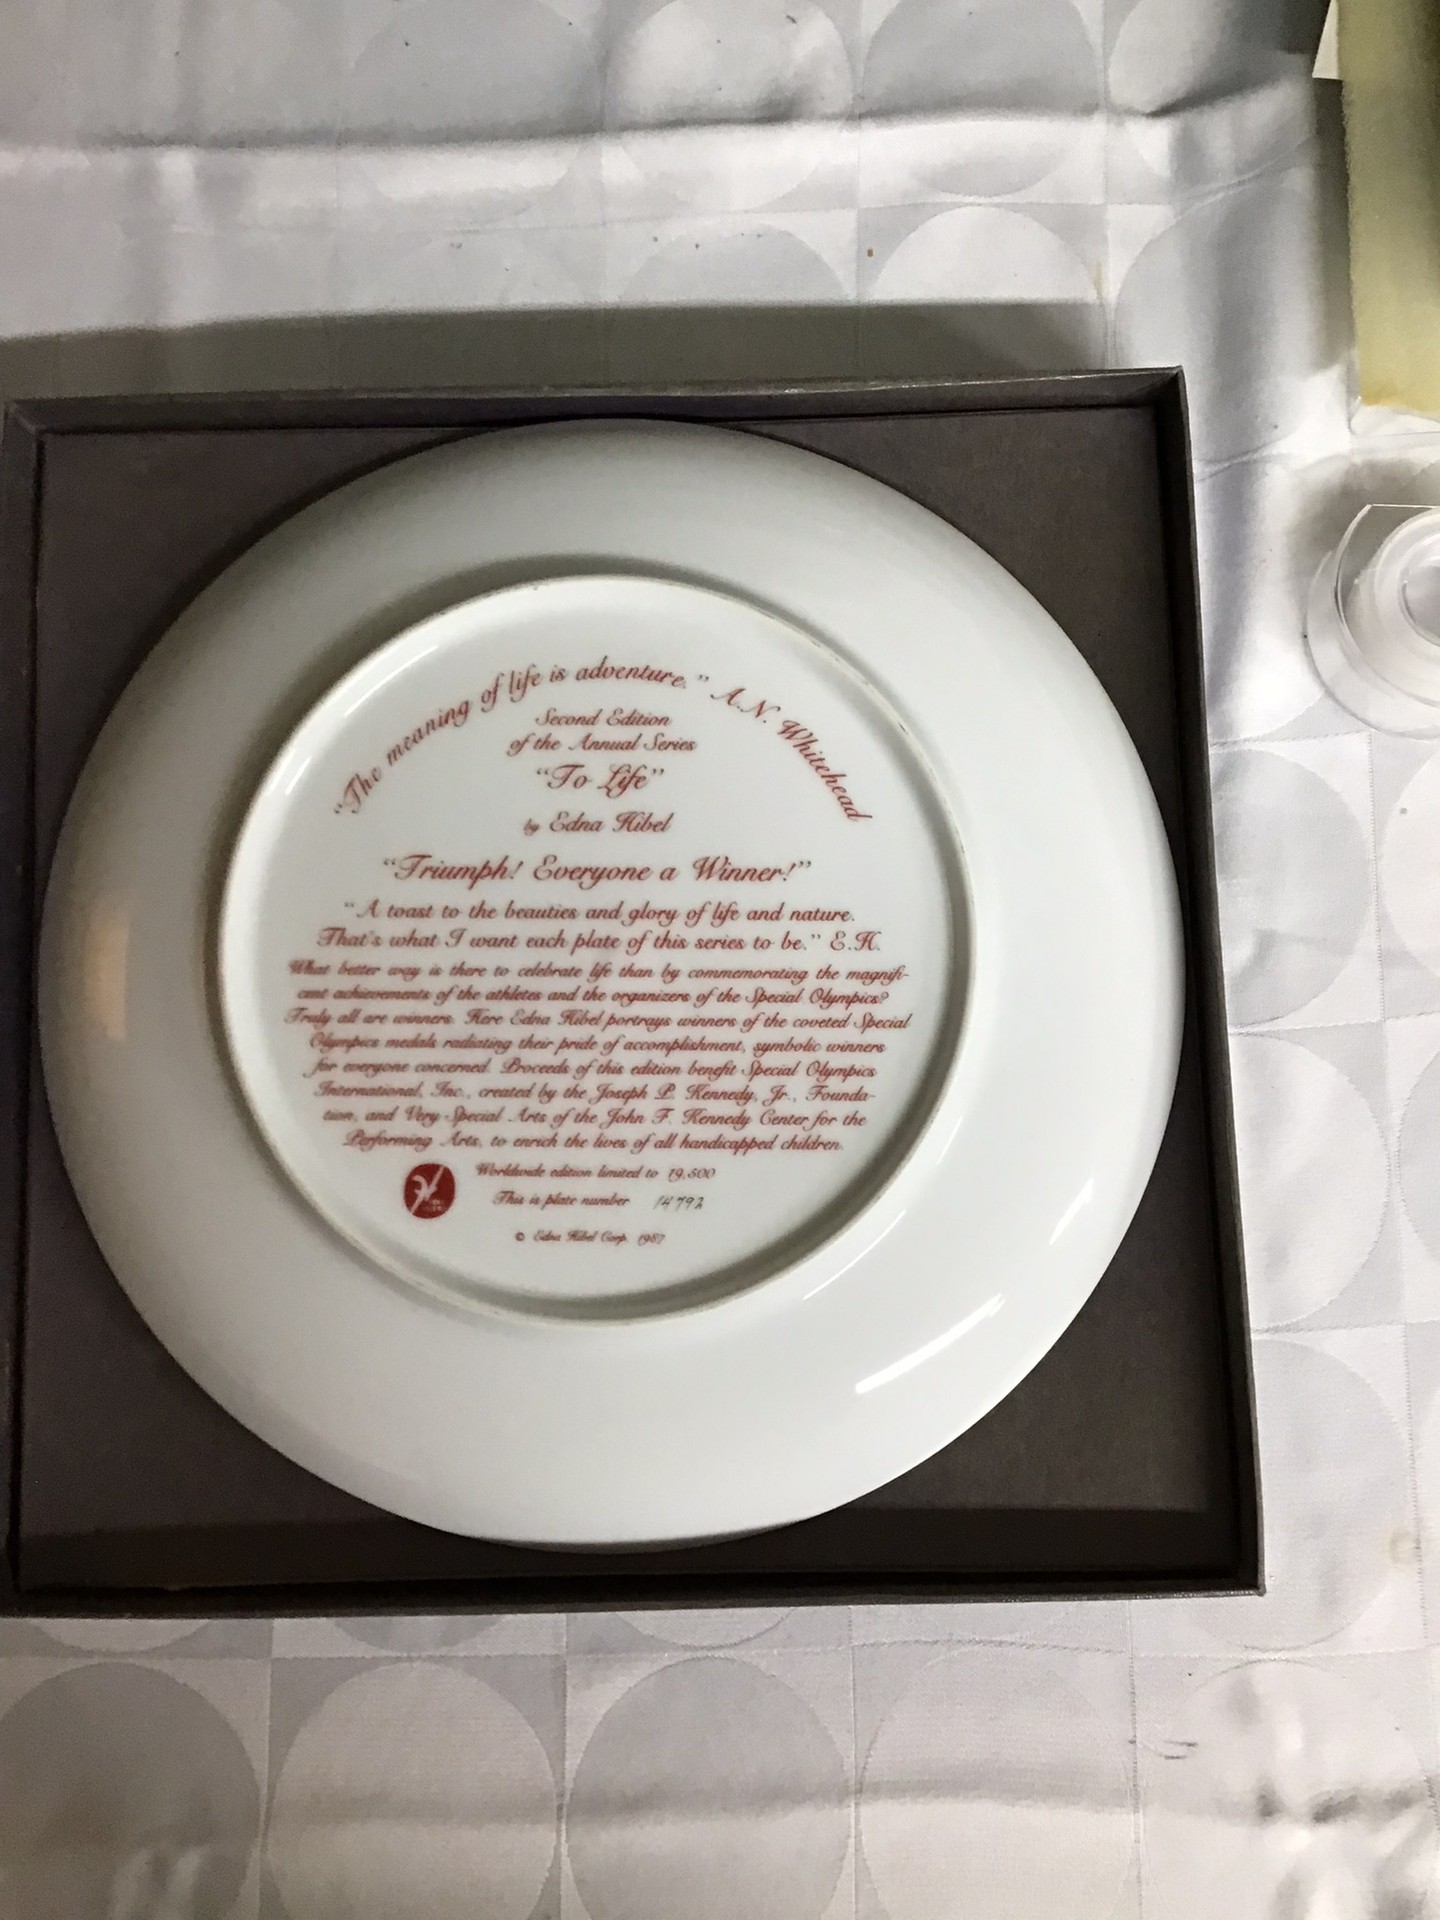 "The meaning of life is adventure." A.N. Whitehead
Second Edition
of the Annual Series
"To Life"
by Edna Hibel
"Triumph! Everyone a Winner!"
"A toast to the beauties and glory of life and nature.
That's what I want each plate of this series to be." E.H.
What better way is there to celebrate life than by commemorating the magnifi-
cent achievements of the athletes and the organizers of the Special Olympics?
Truly all are winners. Here Edna Hibel portrays winners of the coveted Special
Olympics medals radiating their pride of accomplishment, symbolic winners
for everyone concerned. Proceeds of this edition benefit Special Olympics
International, Inc., created by the Joseph P. Kennedy, Jr., Founda-
tion, and Very Special Arts of the John F. Kennedy Center for the
Performing Arts, to enrich the lives of all handicapped children.
Worldwide edition limited to 19,500
This is plate number 14792
© Edna Hibel Corp. 1987